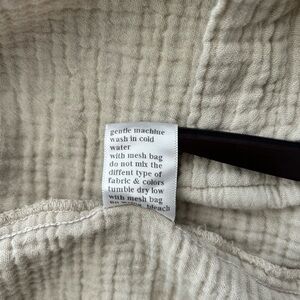 gentle machine
wash in cold
water
with mesh bag
do not mix the
diffent type of
fabric & colors
tumble dry low
with mesh bag
bleach